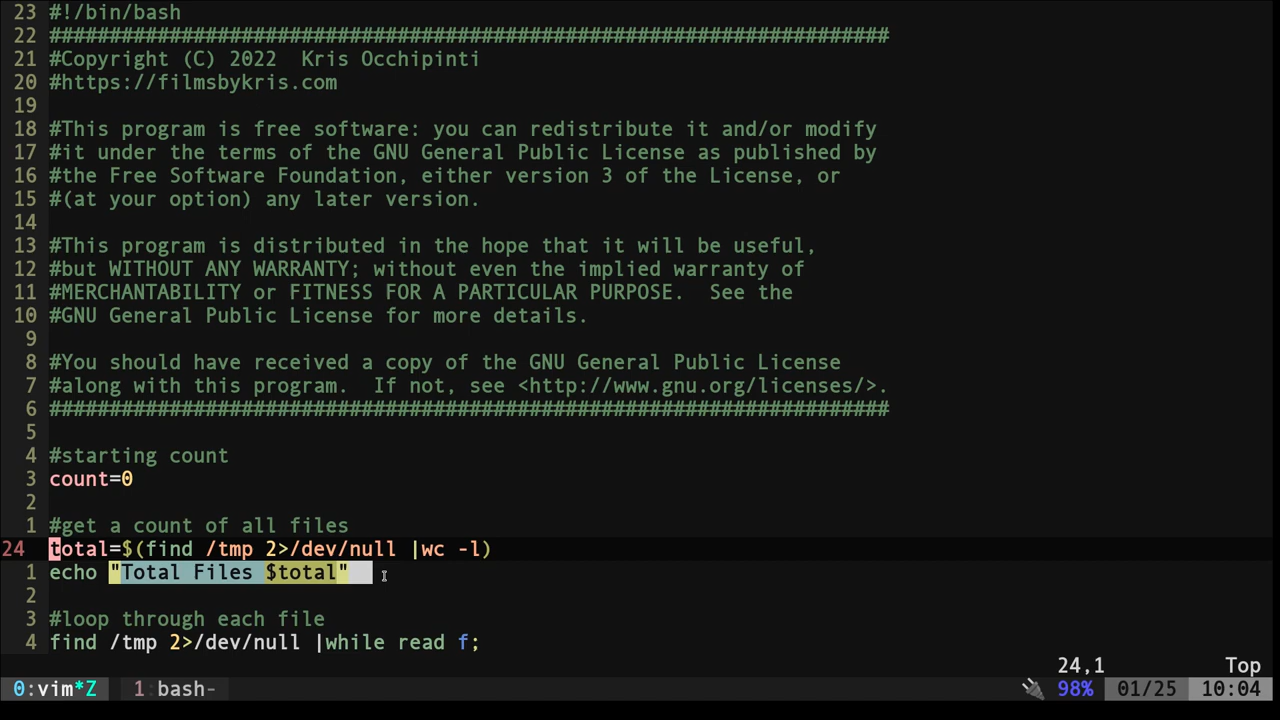 23 #!/bin/bash
22 ######################################################################
21 #Copyright (C) 2022  Kris Occhipinti
20 #https://filmsbykris.com
19
18 #This program is free software: you can redistribute it and/or modify
17 #it under the terms of the GNU General Public License as published by
16 #the Free Software Foundation, either version 3 of the License, or
15 #(at your option) any later version.
14
13 #This program is distributed in the hope that it will be useful,
12 #but WITHOUT ANY WARRANTY; without even the implied warranty of
11 #MERCHANTABILITY or FITNESS FOR A PARTICULAR PURPOSE.  See the
10 #GNU General Public License for more details.
9
8 #You should have received a copy of the GNU General Public License
7 #along with this program.  If not, see <http://www.gnu.org/licenses/>.
6 ######################################################################
5
4 #starting count
3 count=0
2
1 #get a count of all files
24 total=$(find /tmp 2>/dev/null |wc -l)
1 echo "Total Files $total"
2
3 #loop through each file
4 find /tmp 2>/dev/null |while read f;
24,1 Top
0:vim*Z 1:bash- 98% 01/25 10:04